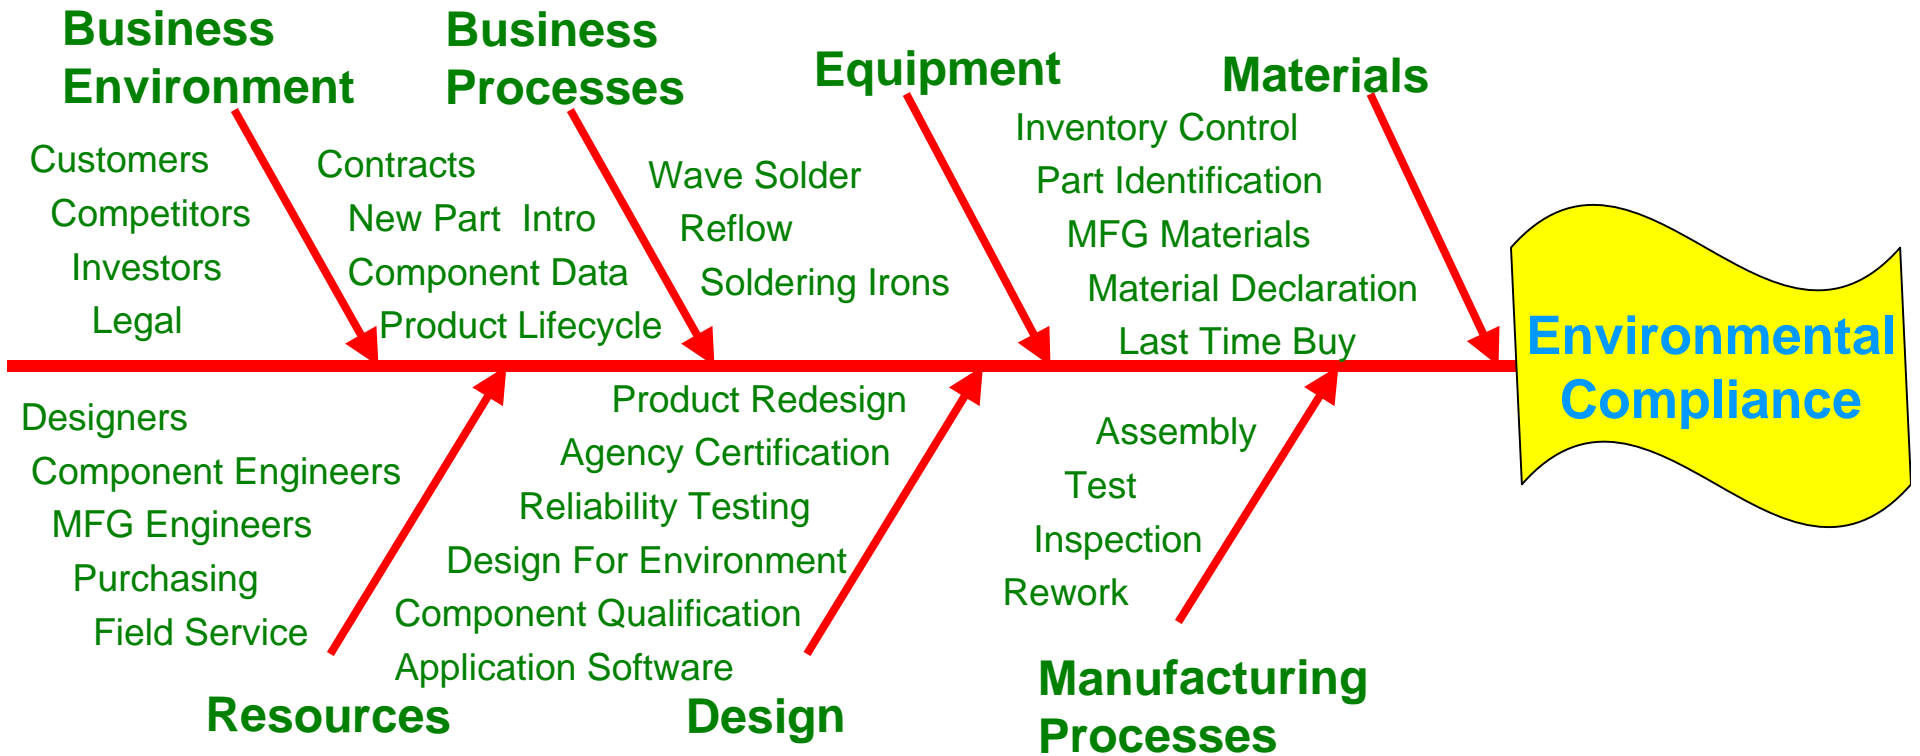 Business
Environment
Customers
Competitors
Investors
Legal
Business
Processes
Contracts
New Part  Intro
Component Data
Product Lifecycle
Equipment
Wave Solder
Reflow
Soldering Irons
Materials
Inventory Control
Part Identification
MFG Materials
Material Declaration
Last Time Buy
Environmental
Compliance
Designers
Component Engineers
MFG Engineers
Purchasing
Field Service
Resources
Product Redesign
Agency Certification
Reliability Testing
Design For Environment
Component Qualification
Application Software
Design
Assembly
Test
Inspection
Rework
Manufacturing
Processes